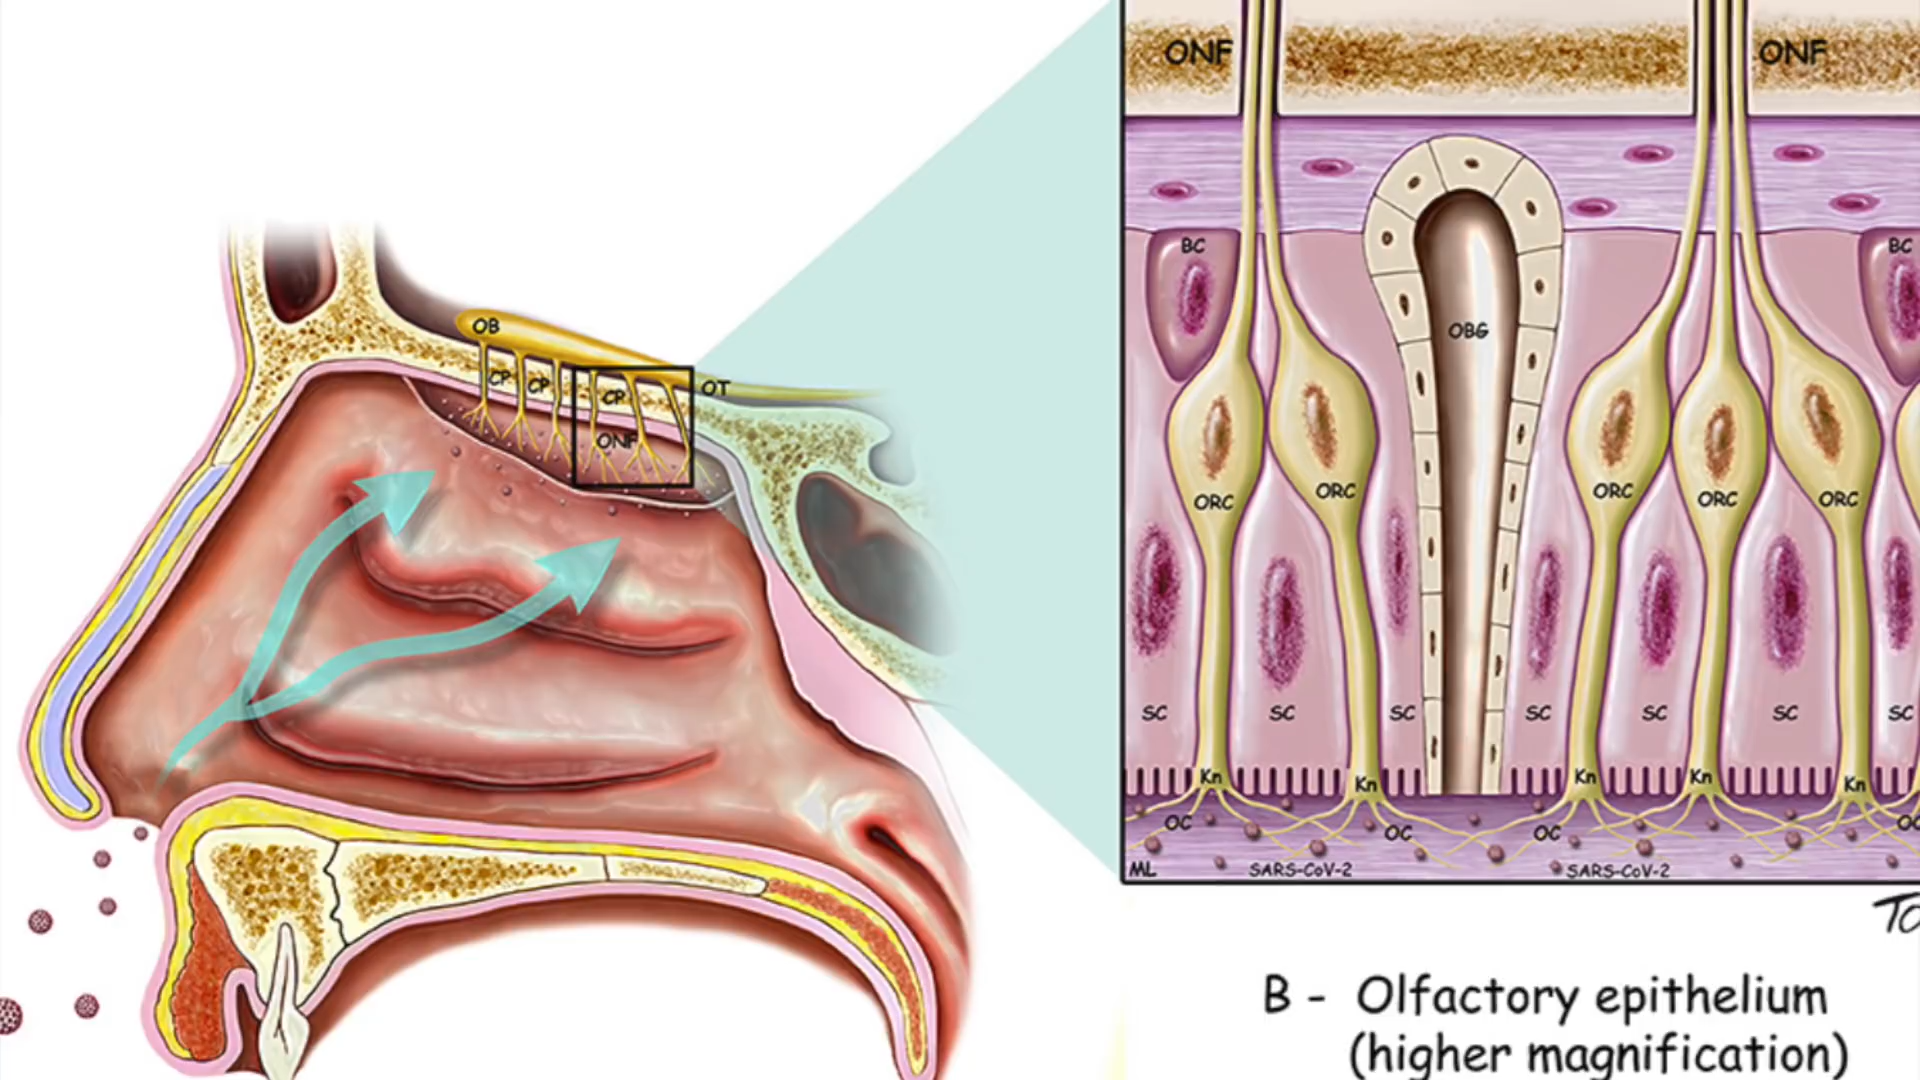 OB
CP
CP
CP
OT
ONF
ONF
ONF
BC
BC
OBG
ORC
ORC
ORC
ORC
ORC
SC
SC
SC
SC
SC
SC
SC
Kn
Kn
Kn
Kn
Kn
OC
OC
OC
OC
ML
SARS-CoV-2
SARS-CoV-2
B - Olfactory epithelium
(higher magnification)